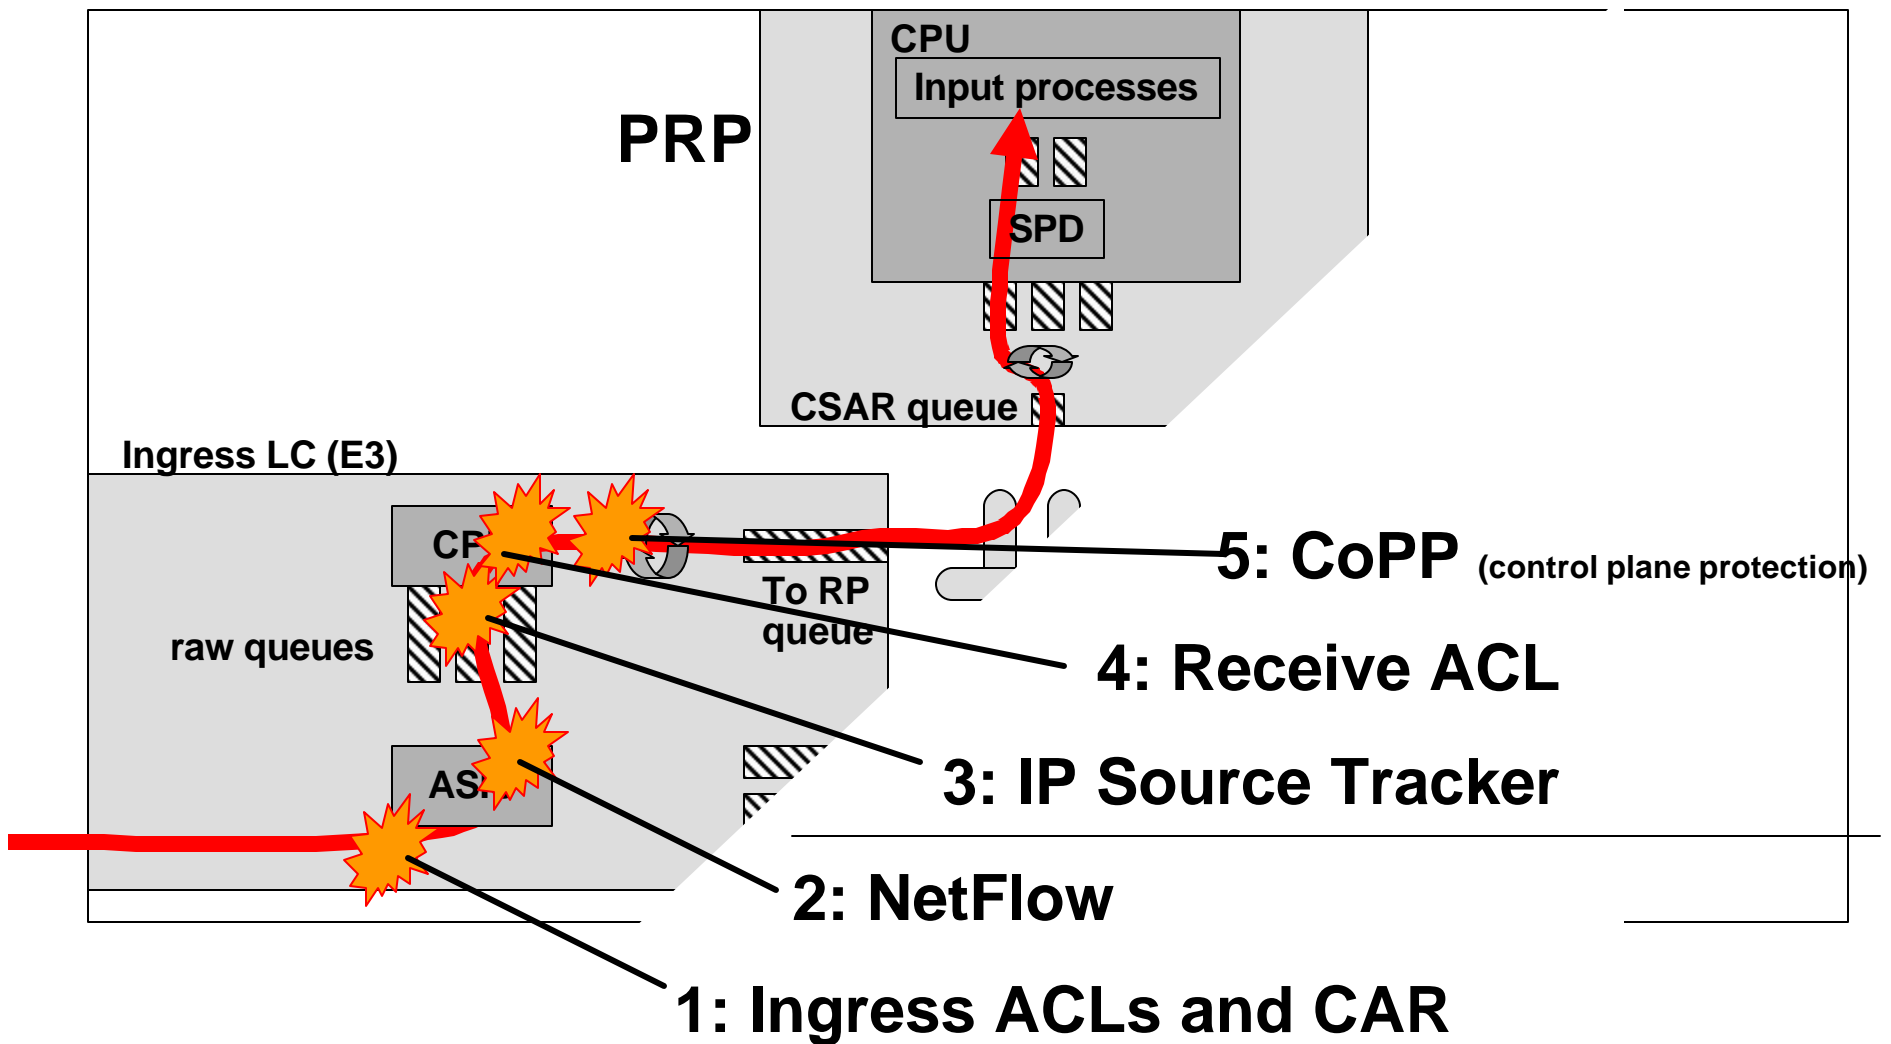 CPU
Input processes
PRP
SPD
CSAR queue
Ingress LC (E3)
To RP
queue
raw queues
5: CoPP (control plane protection)
4: Receive ACL
3: IP Source Tracker
2: NetFlow
1: Ingress ACLs and CAR